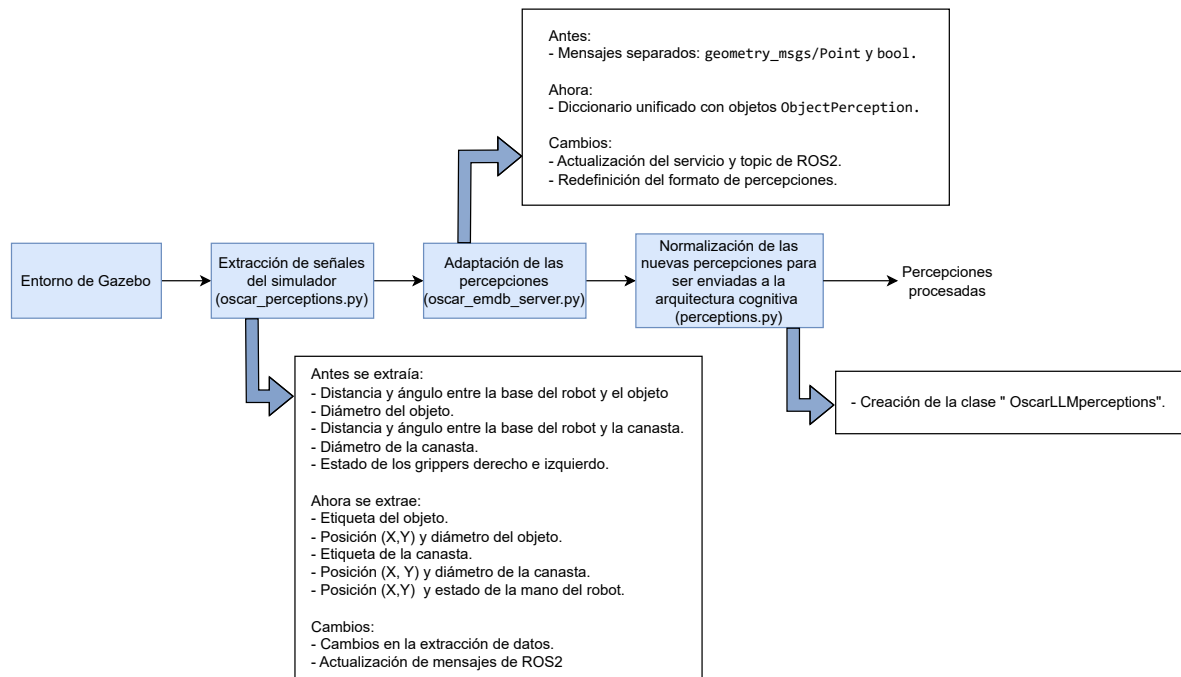 Antes:
- Mensajes separados: geometry_msgs/Point y bool.
Ahora:
- Diccionario unificado con objetos ObjectPerception.
Cambios:
- Actualización del servicio y topic de ROS2.
- Redefinición del formato de percepciones.
Entorno de Gazebo
Extracción de señales
del simulador
(oscar_perceptions.py)
Adaptación de las
percepciones
(oscar_emdb_server.py)
Normalización de las
nuevas percepciones para
ser enviadas a la
arquitectura cognitiva
(perceptions.py)
Percepciones
procesadas
Antes se extraía:
- Distancia y ángulo entre la base del robot y el objeto
- Diámetro del objeto.
- Distancia y ángulo entre la base del robot y la canasta.
- Diámetro de la canasta.
- Estado de los grippers derecho e izquierdo.
Ahora se extrae:
- Etiqueta del objeto.
- Posición (X,Y) y diámetro del objeto.
- Etiqueta de la canasta.
- Posición (X, Y) y diámetro de la canasta.
- Posición (X,Y)  y estado de la mano del robot.
Cambios:
- Cambios en la extracción de datos.
- Actualización de mensajes de ROS2
- Creación de la clase " OscarLLMperceptions".